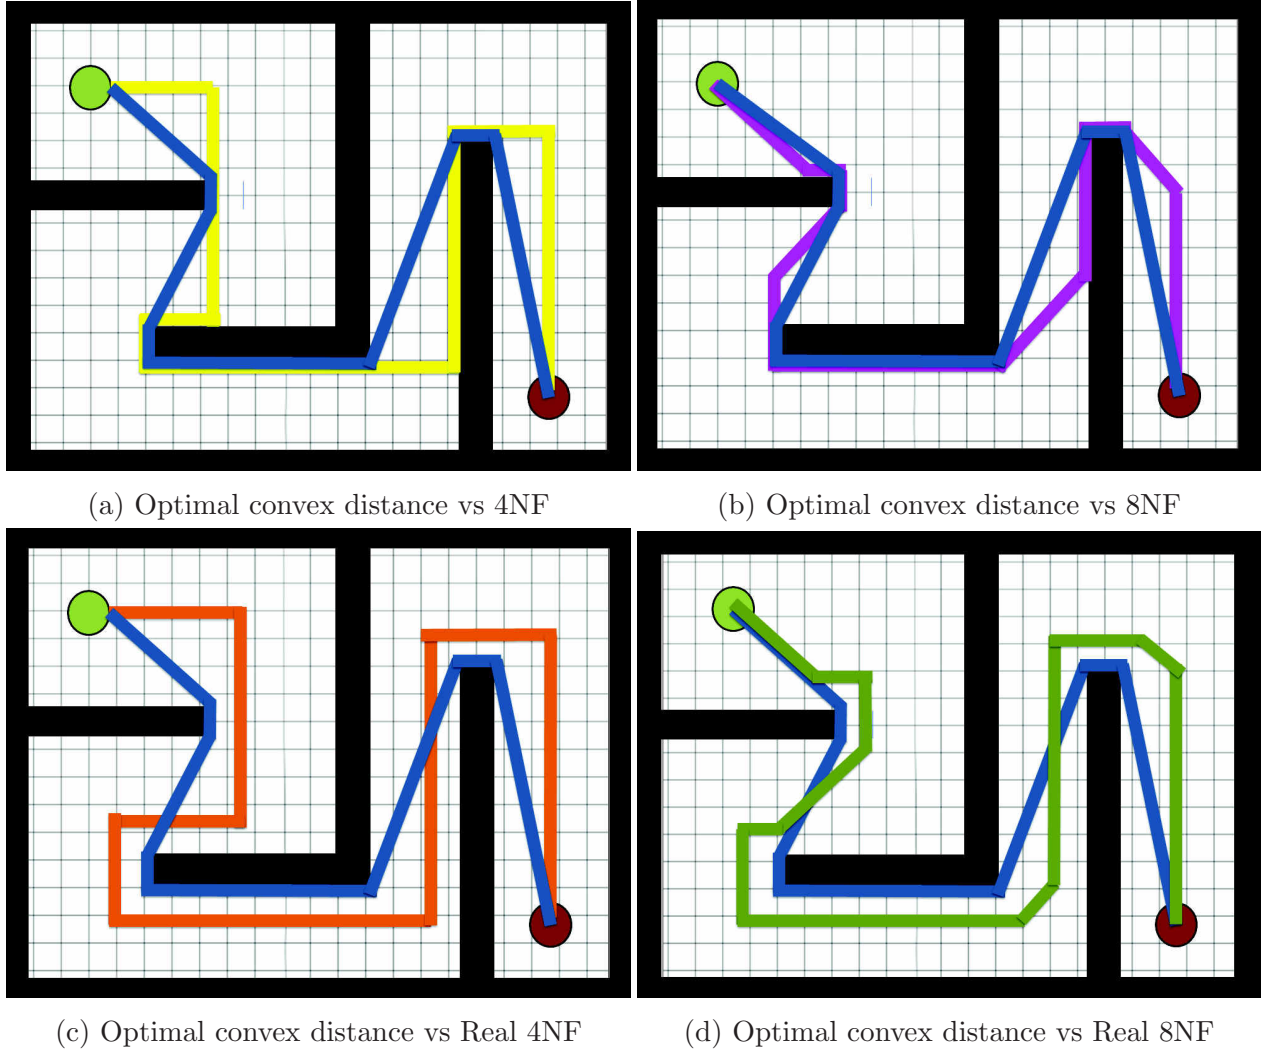 (a) Optimal convex distance vs 4NF
(b) Optimal convex distance vs 8NF
(c) Optimal convex distance vs Real 4NF
(d) Optimal convex distance vs Real 8NF